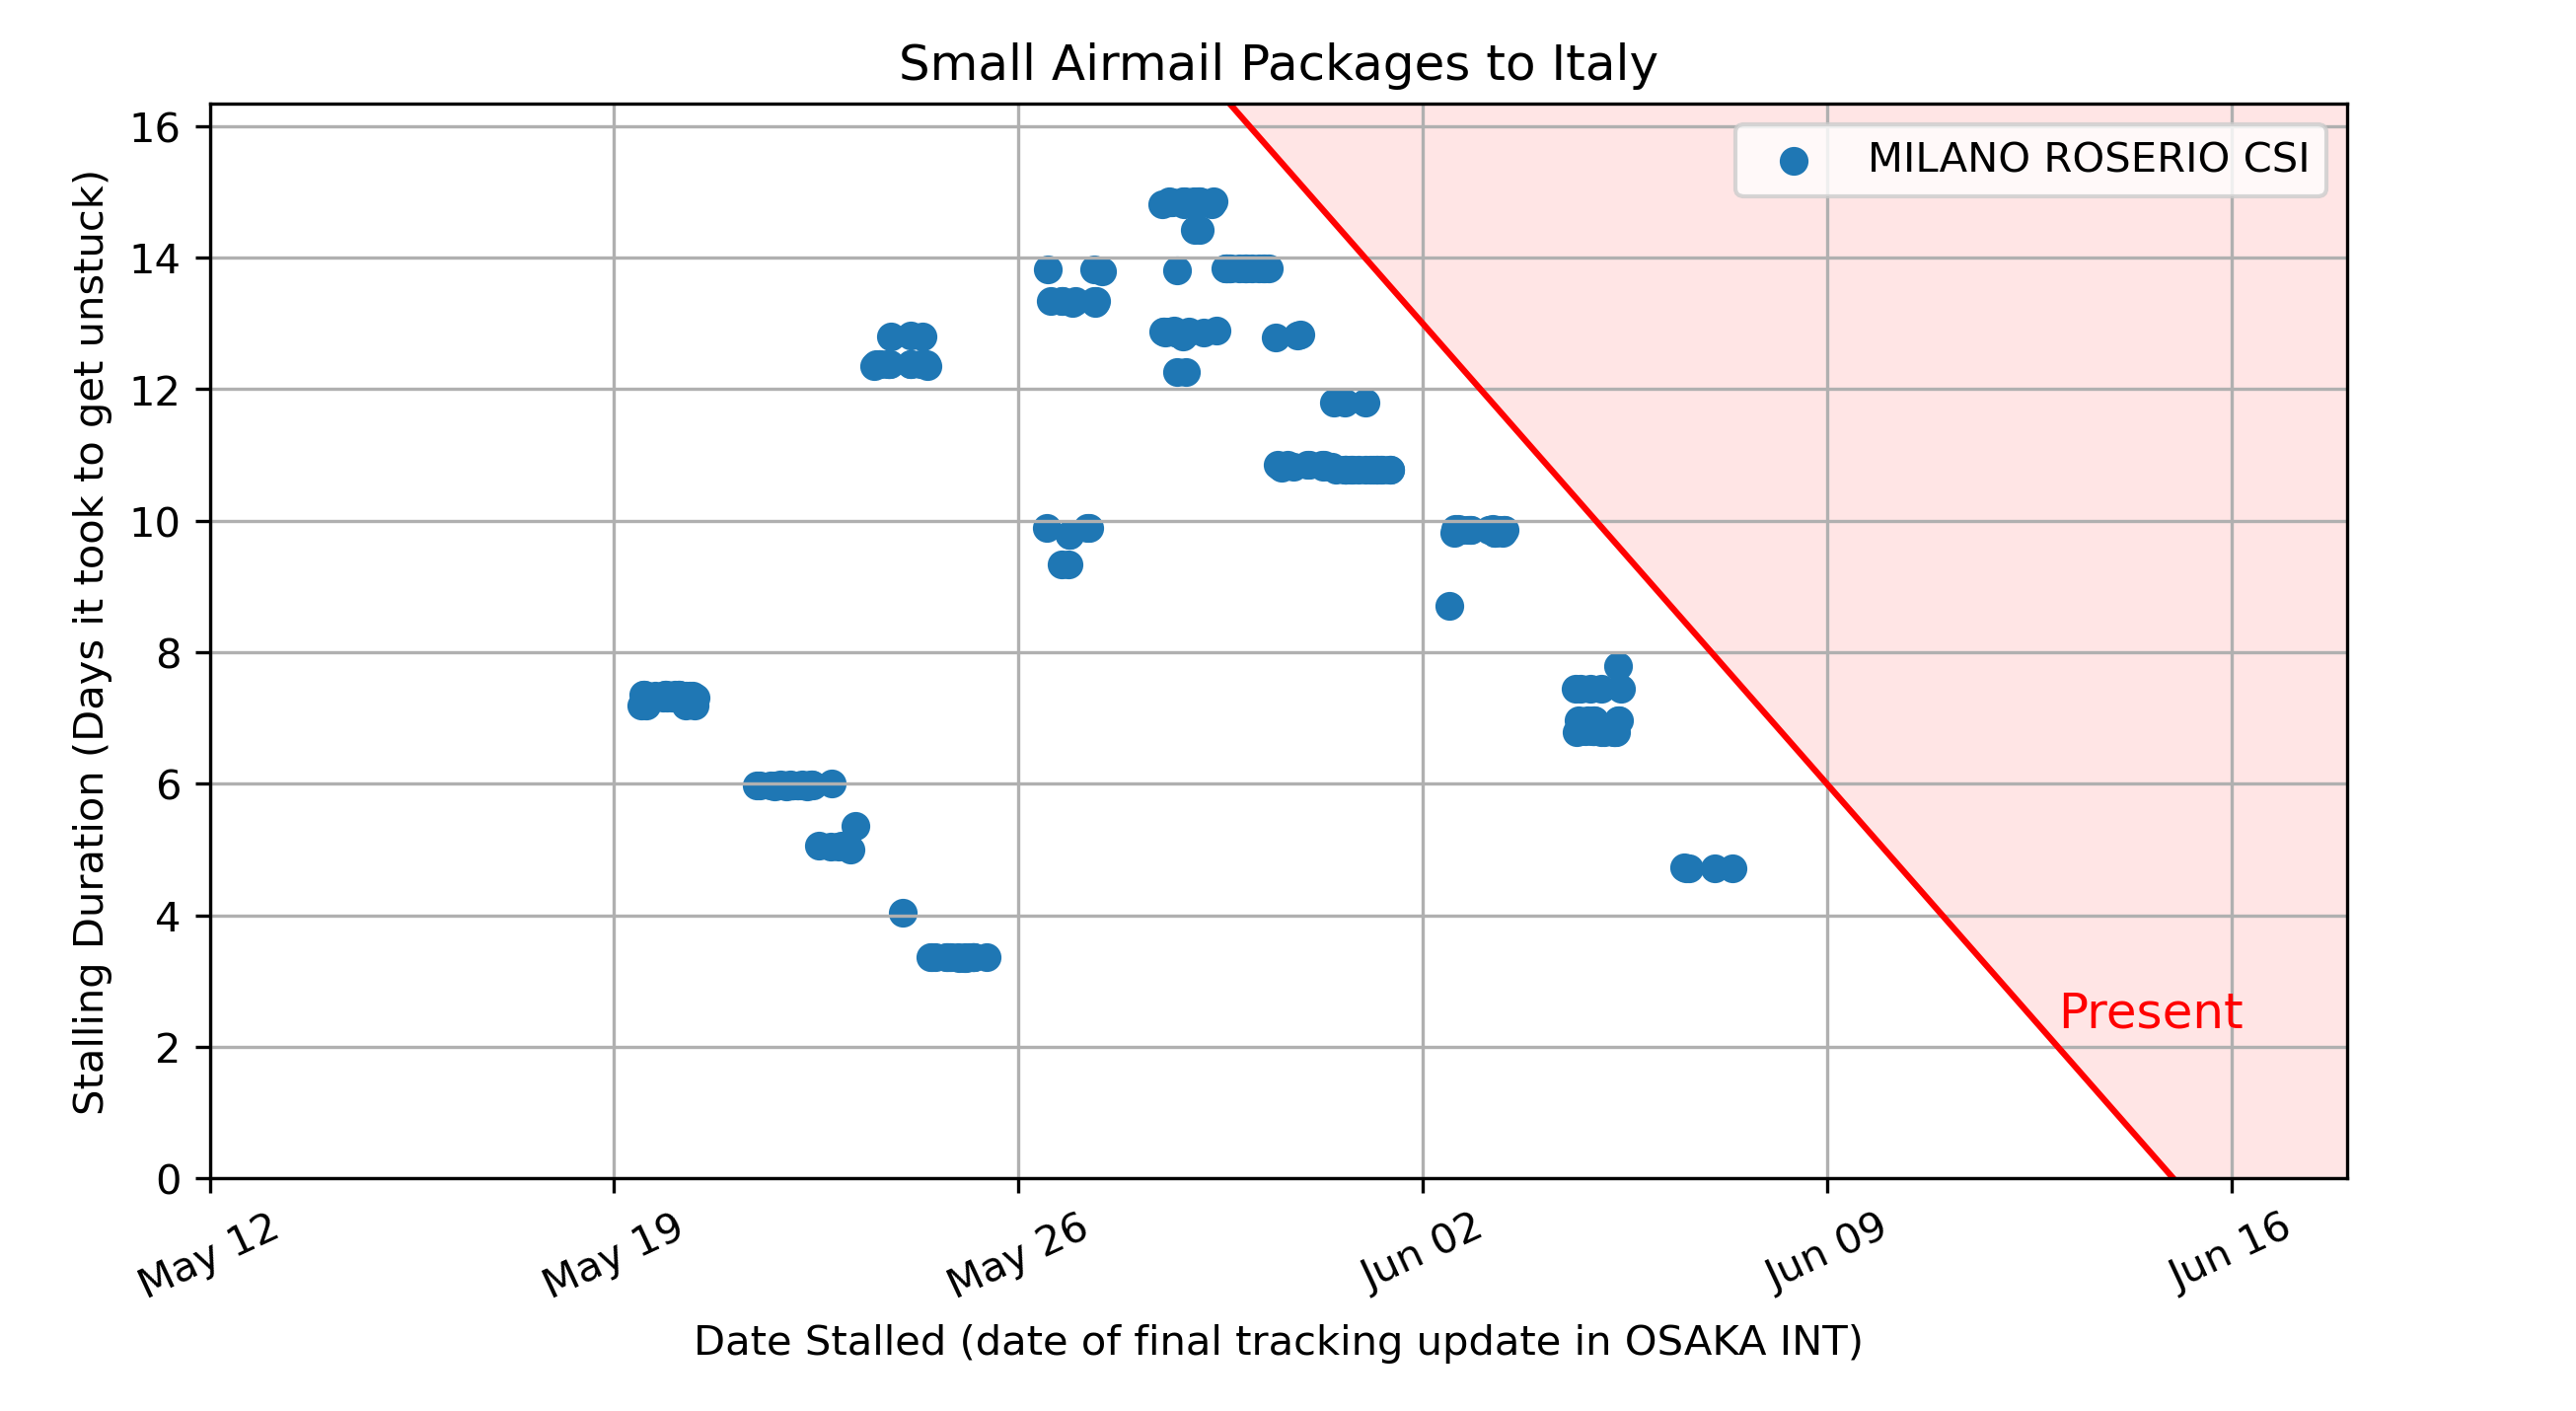 Small Airmail Packages to Italy
MILANO ROSERIO CSI
Stalling Duration (Days it took to get unstuck)
16
14
12
10
8
6
4
2
0
Present
May 12
May 19
May 26
Jun 02
Jun 09
Jun 16
Date Stalled (date of final tracking update in OSAKA INT)